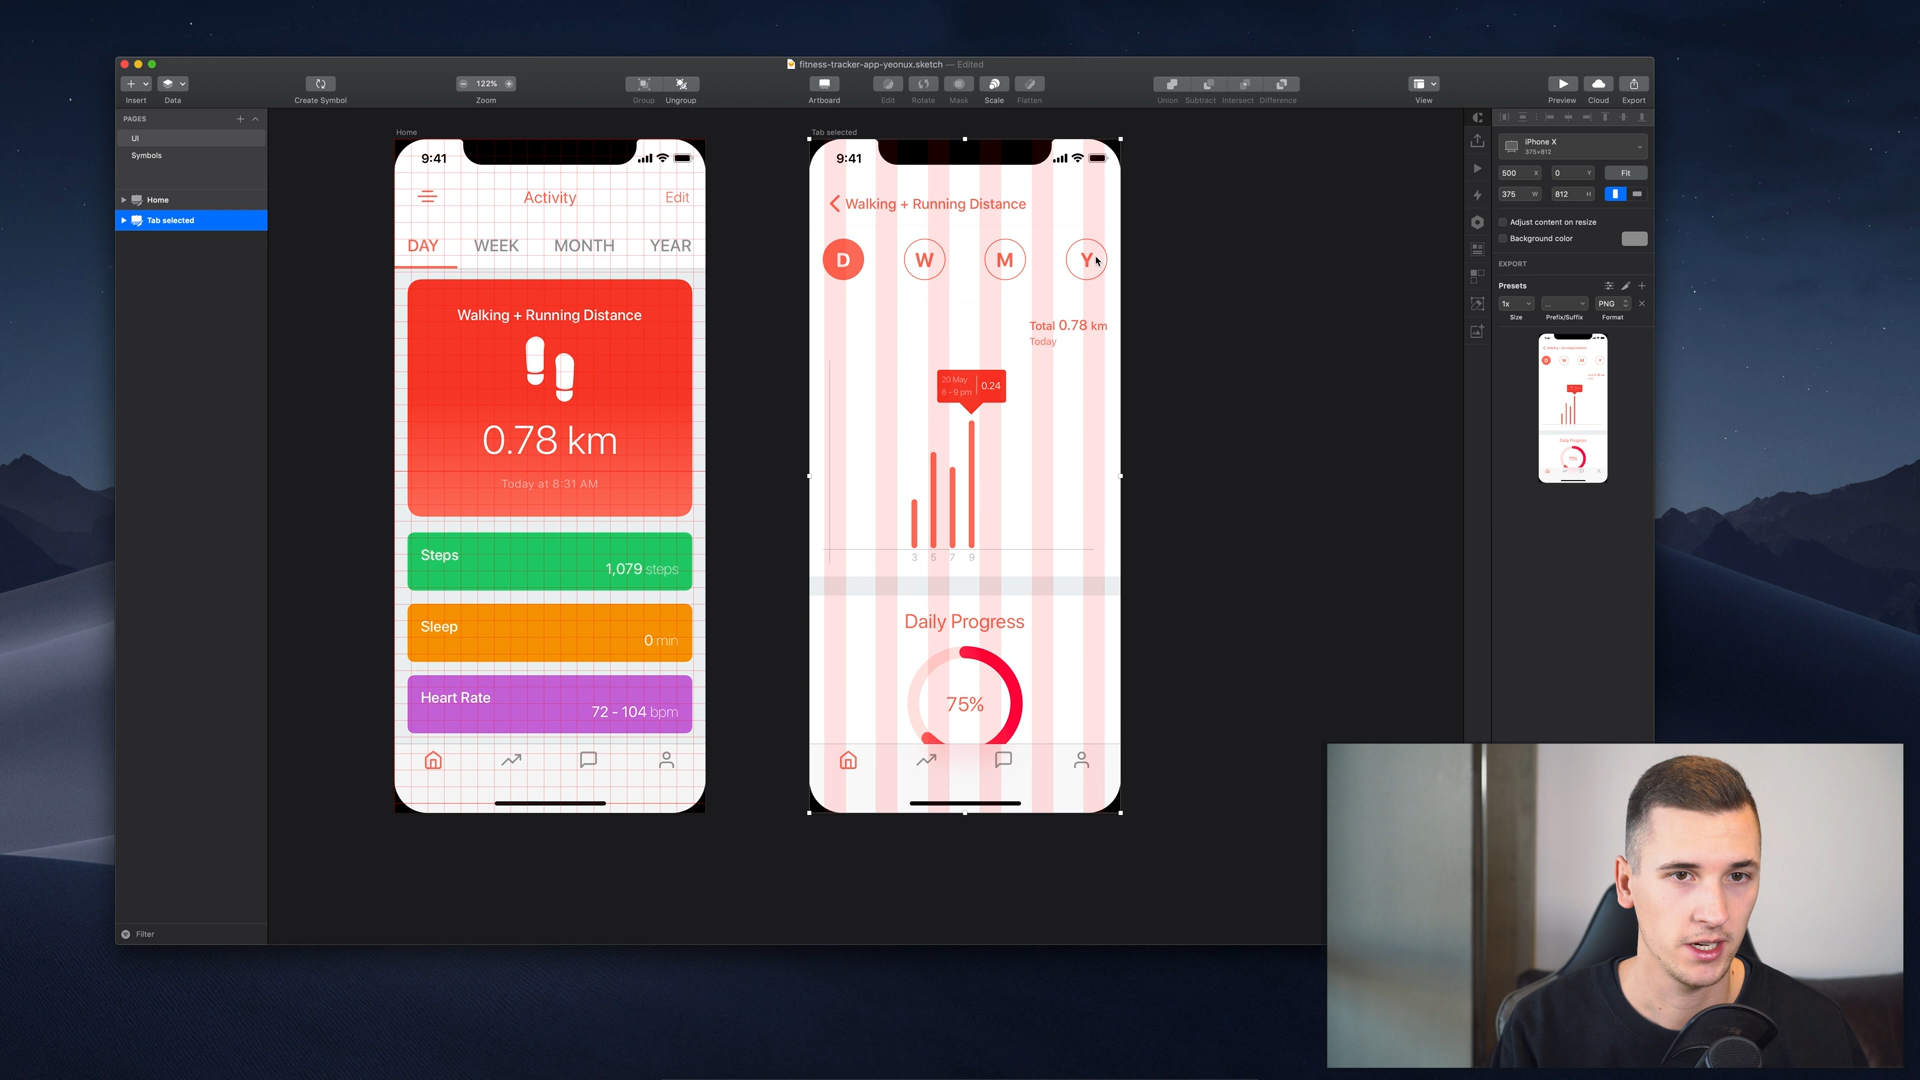 fitness-tracker-app-yeonux.sketch — Edited
122%
Insert
Data
Create Symbol
Zoom
Group
Ungroup
Artboard
Edit
Rotate
Mask
Scale
Flatten
Union
Subtract
Intersect
Difference
View
Preview
Cloud
Export
PAGES
UI
Symbols
Home
Tab selected
Filter
Home
9:41
Activity
Edit
DAY
WEEK
MONTH
YEAR
Walking + Running Distance
0.78 km
Today at 8:31 AM
Steps
1,079 steps
Sleep
0 min
Heart Rate
72 - 104 bpm
Tab selected
9:41
Walking + Running Distance
D
W
M
Y
Total 0.78 km
Today
20 May
8 - 9 pm
0.24
3 5 7 9
Daily Progress
75%
iPhone X
375×812
500 X
0 Y
Fit
375 W
812 H
Adjust content on resize
Background color
EXPORT
Presets
1x
...
PNG
Size
Prefix/Suffix
Format